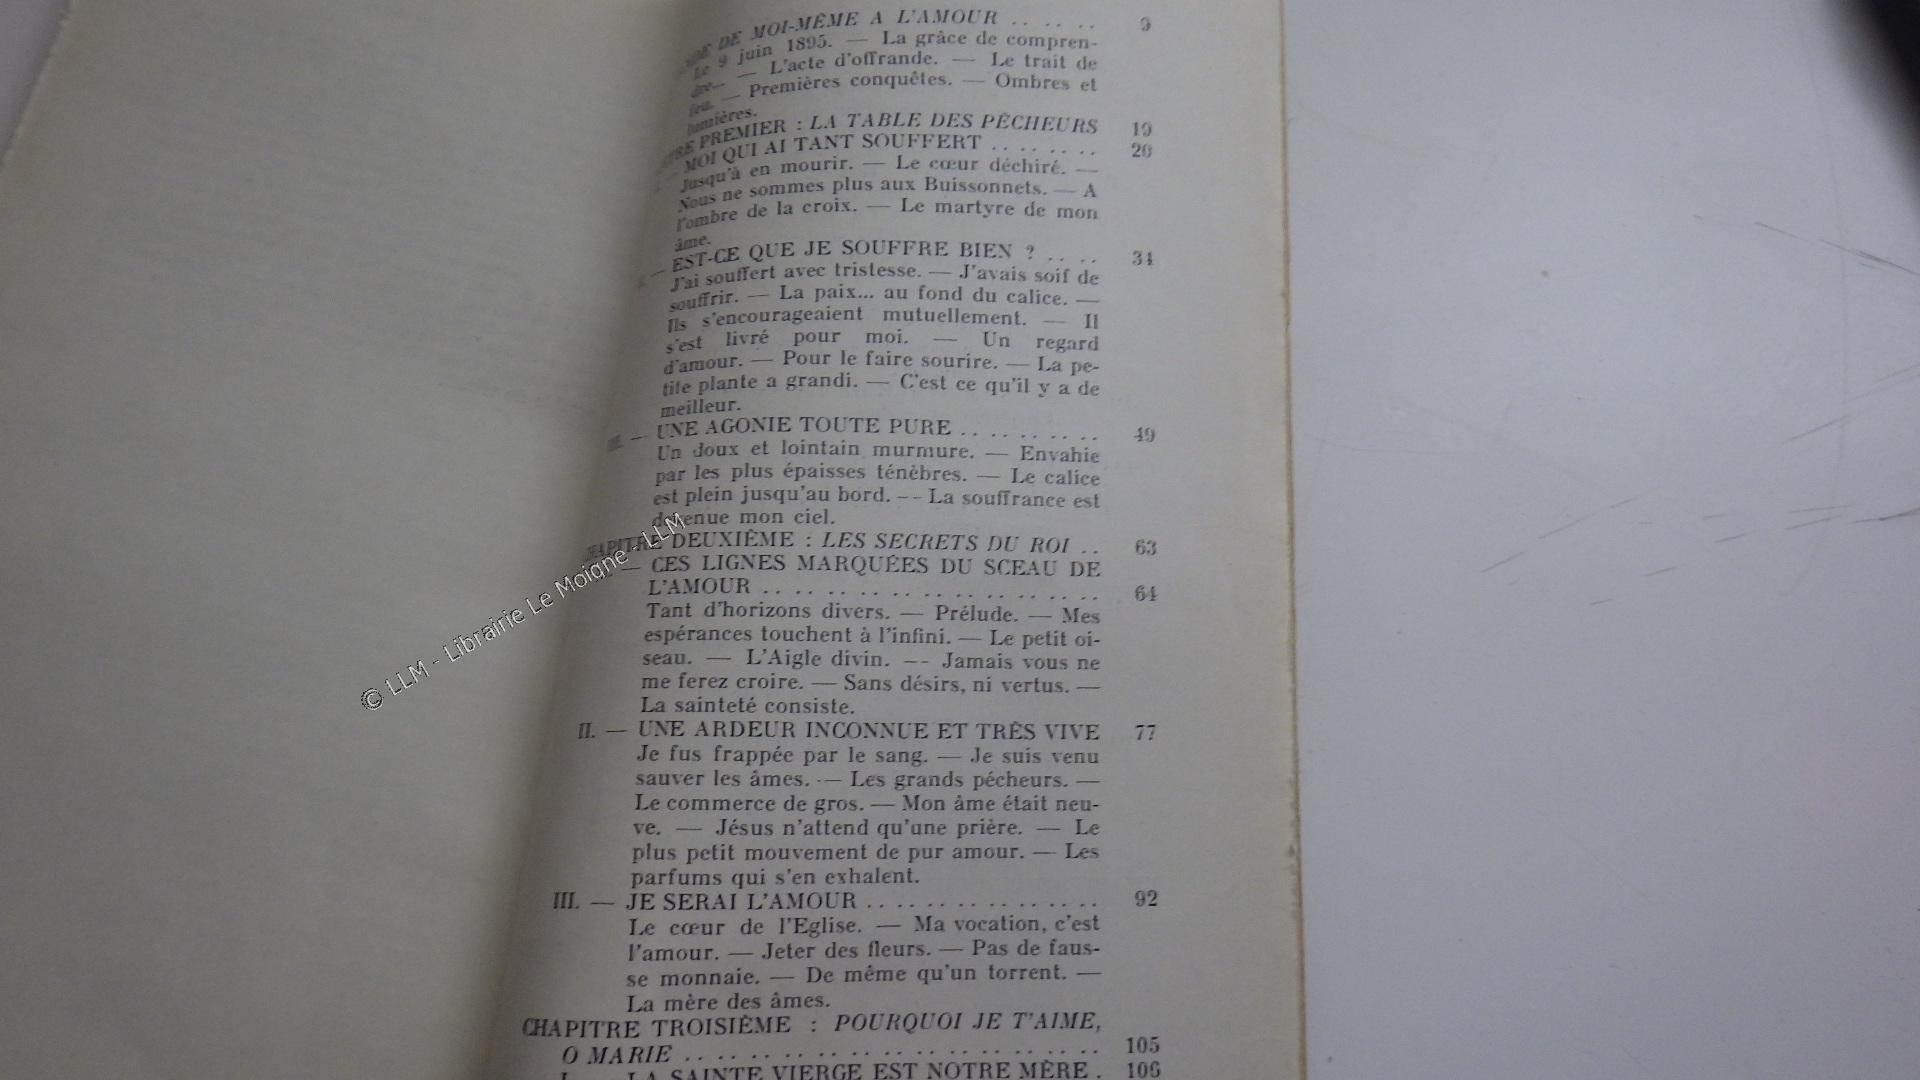 DE MOI-MÊME A L'AMOUR .. .. .. 9
Le 9 juin 1895. — La grâce de compren-
dre... — L'acte d'offrande. — Le trait de
feu. — Premières conquêtes. — Ombres et
lumières.
PREMIER : LA TABLE DES PÊCHEURS 19
— MOI QUI AI TANT SOUFFERT .. .. .. .. 20
Jusqu'à en mourir. — Le cœur déchiré. —
Nous ne sommes plus aux Buissonnets. — A
l'ombre de la croix. — Le martyre de mon
âme.
— EST-CE QUE JE SOUFFRE BIEN ? .. .. 34
J'ai souffert avec tristesse. — J'avais soif de
souffrir. — La paix... au fond du calice. —
Ils s'encourageaient mutuellement. — Il
s'est livré pour moi. — Un regard
d'amour. — Pour le faire sourire. — La pe-
tite plante a grandi. — C'est ce qu'il y a de
meilleur.
III. — UNE AGONIE TOUTE PURE .. .. .. .. .. 49
Un doux et lointain murmure. — Envahie
par les plus épaisses ténèbres. — Le calice
est plein jusqu'au bord. -- La souffrance est
devenue mon ciel.
CHAPITRE DEUXIÈME : LES SECRETS DU ROI .. 63
— CES LIGNES MARQUÉES DU SCEAU DE
L'AMOUR .. .. .. .. .. .. .. .. .. .. 64
Tant d'horizons divers. — Prélude. — Mes
espérances touchent à l'infini. — Le petit oi-
seau. — L'Aigle divin. -- Jamais vous ne
me ferez croire. — Sans désirs, ni vertus. —
La sainteté consiste.
II. — UNE ARDEUR INCONNUE ET TRÈS VIVE 77
Je fus frappée par le sang. — Je suis venu
sauver les âmes. — Les grands pécheurs. —
Le commerce de gros. — Mon âme était neu-
ve. — Jésus n'attend qu'une prière. — Le
plus petit mouvement de pur amour. — Les
parfums qui s'en exhalent.
III. — JE SERAI L'AMOUR .. .. .. .. .. .. .. 92
Le cœur de l'Eglise. — Ma vocation, c'est
l'amour. — Jeter des fleurs. — Pas de faus-
se monnaie. — De même qu'un torrent. —
La mère des âmes.
CHAPITRE TROISIÈME : POURQUOI JE T'AIME,
O MARIE .. .. .. .. .. .. .. .. .. .. .. .. .. 105
I. — LA SAINTE VIERGE EST NOTRE MÈRE . 106
© LLM - Librairie Le Moigne - LLM